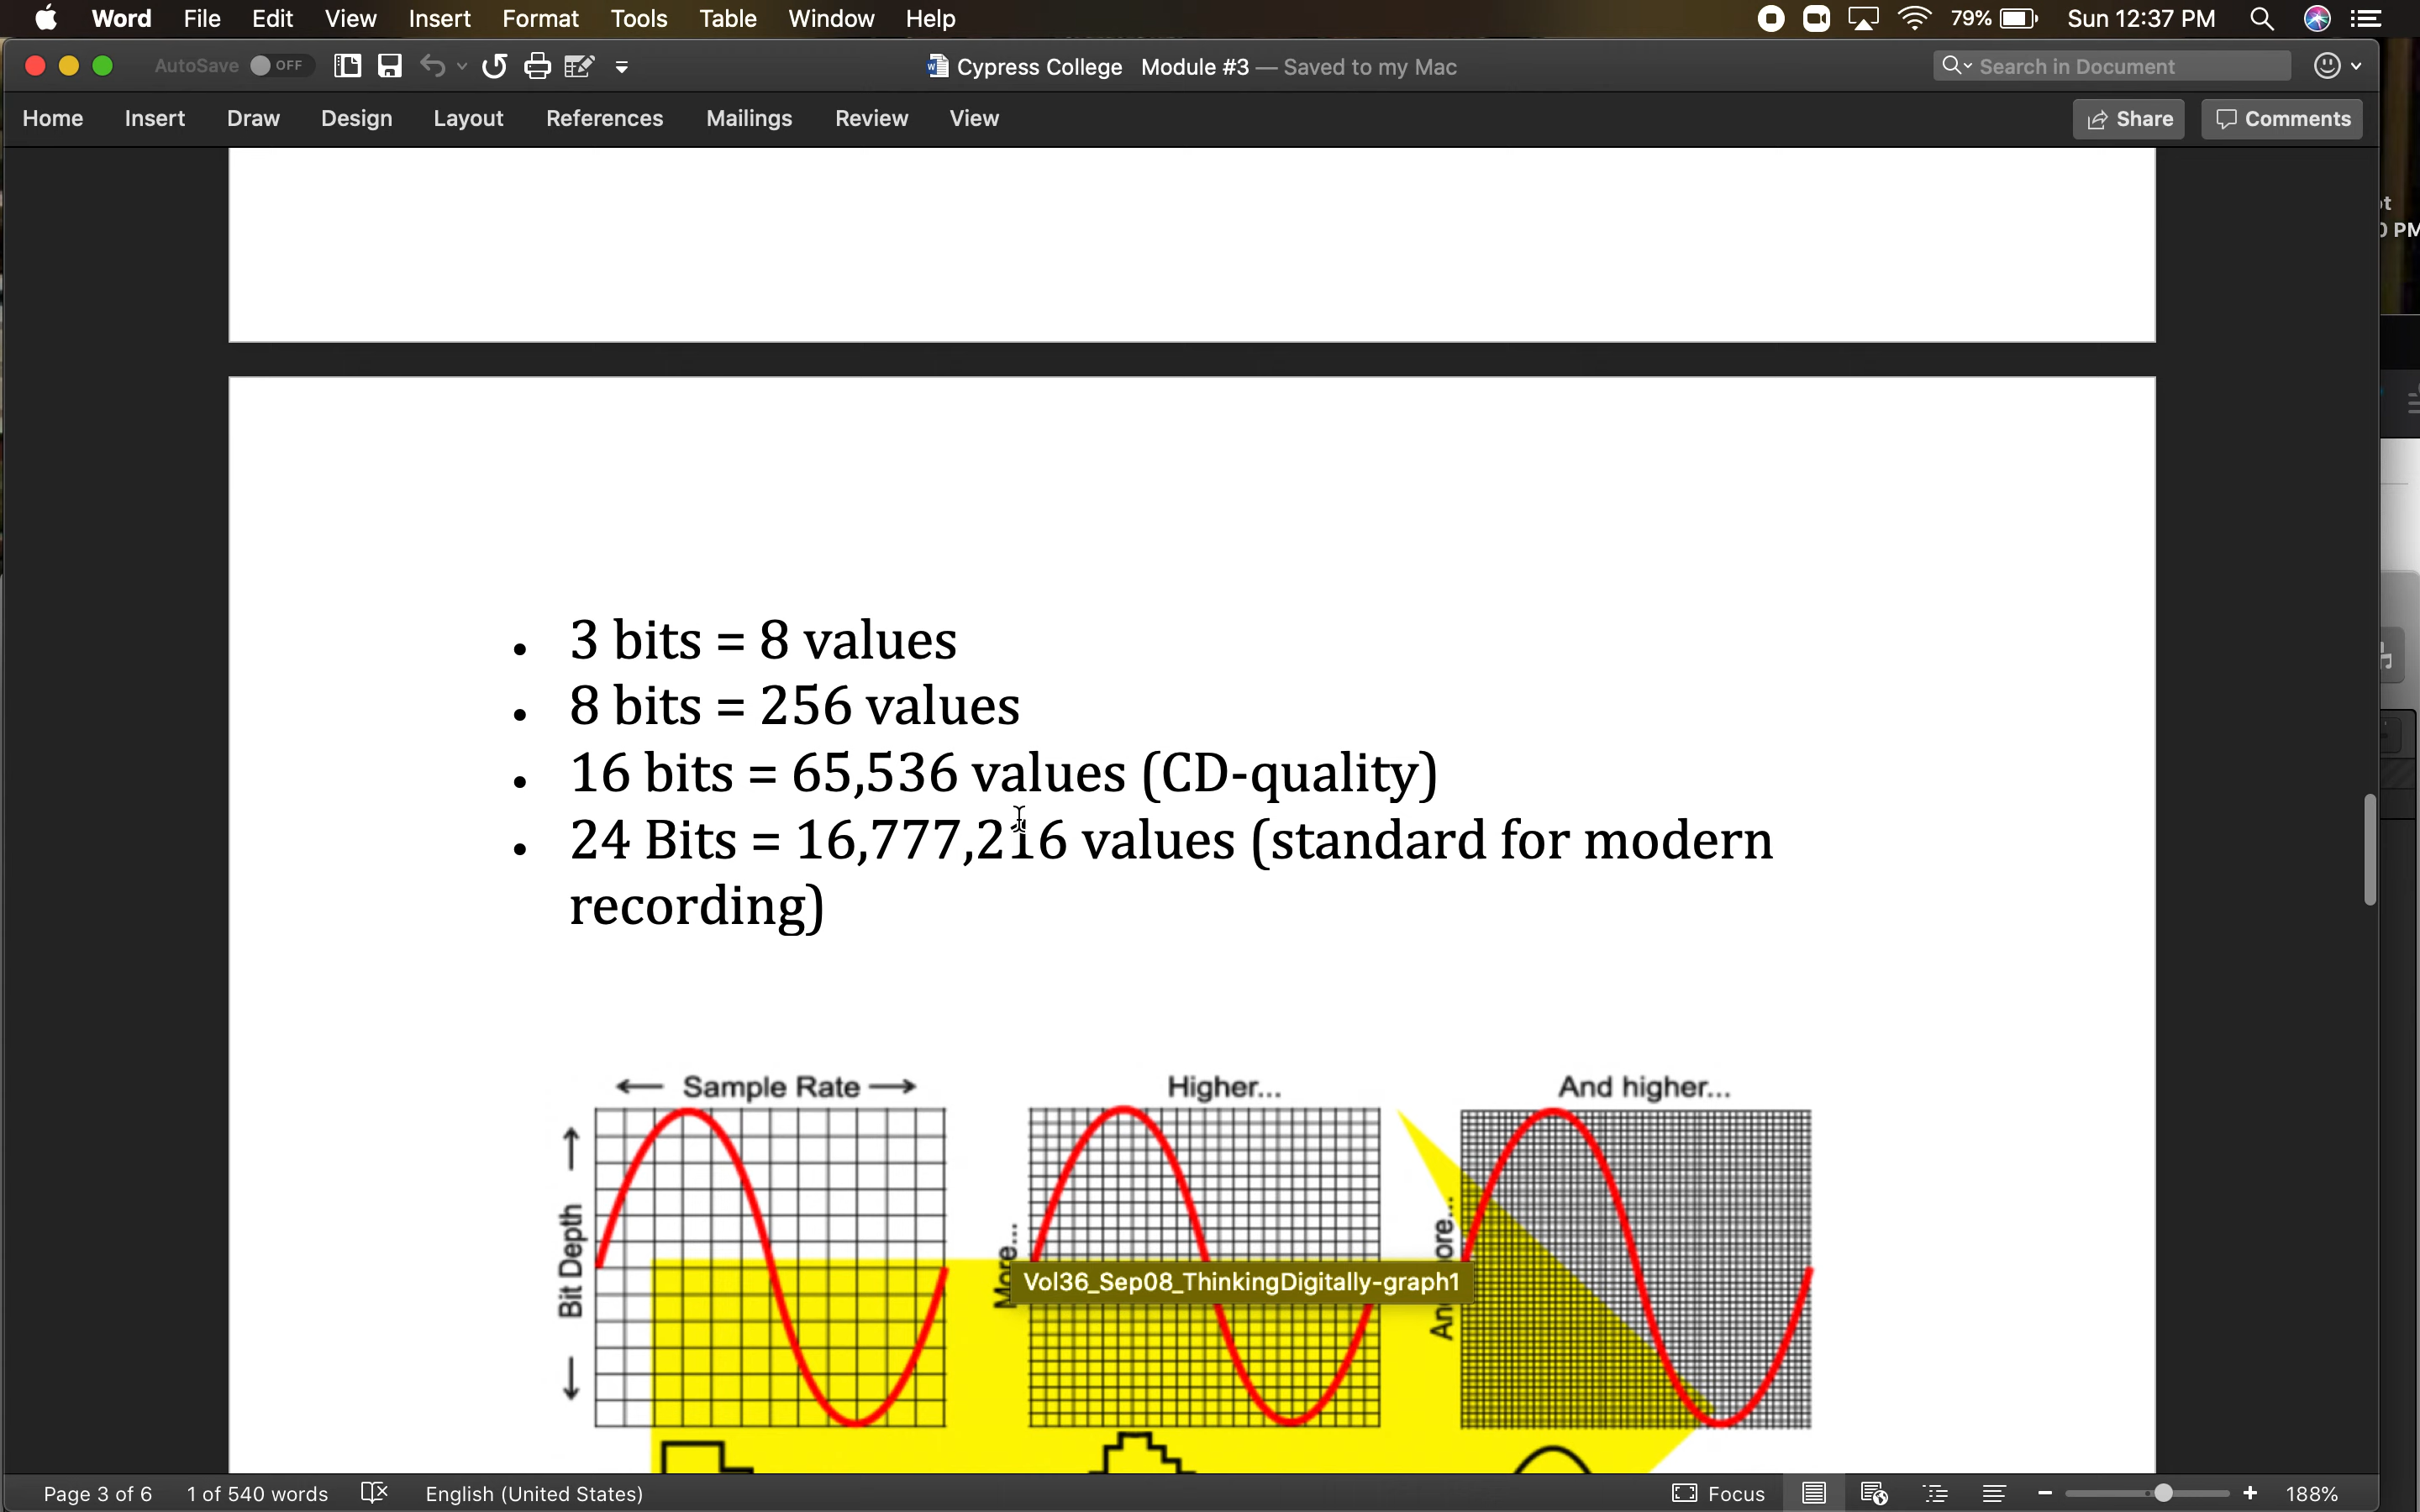 Word File Edit View Insert Format Tools Table Window Help 79% Sun 12:37 PM
AutoSave OFF Cypress College Module #3 — Saved to my Mac Search in Document
Home Insert Draw Design Layout References Mailings Review View Share Comments
PM
• 3 bits = 8 values
• 8 bits = 256 values
• 16 bits = 65,536 values (CD-quality)
• 24 Bits = 16,777,216 values (standard for modern
recording)
← Sample Rate → Higher... And higher...
← Bit Depth →
More...
Vol36_Sep08_ThinkingDigitally-graph1
Page 3 of 6 1 of 540 words English (United States) Focus 188%